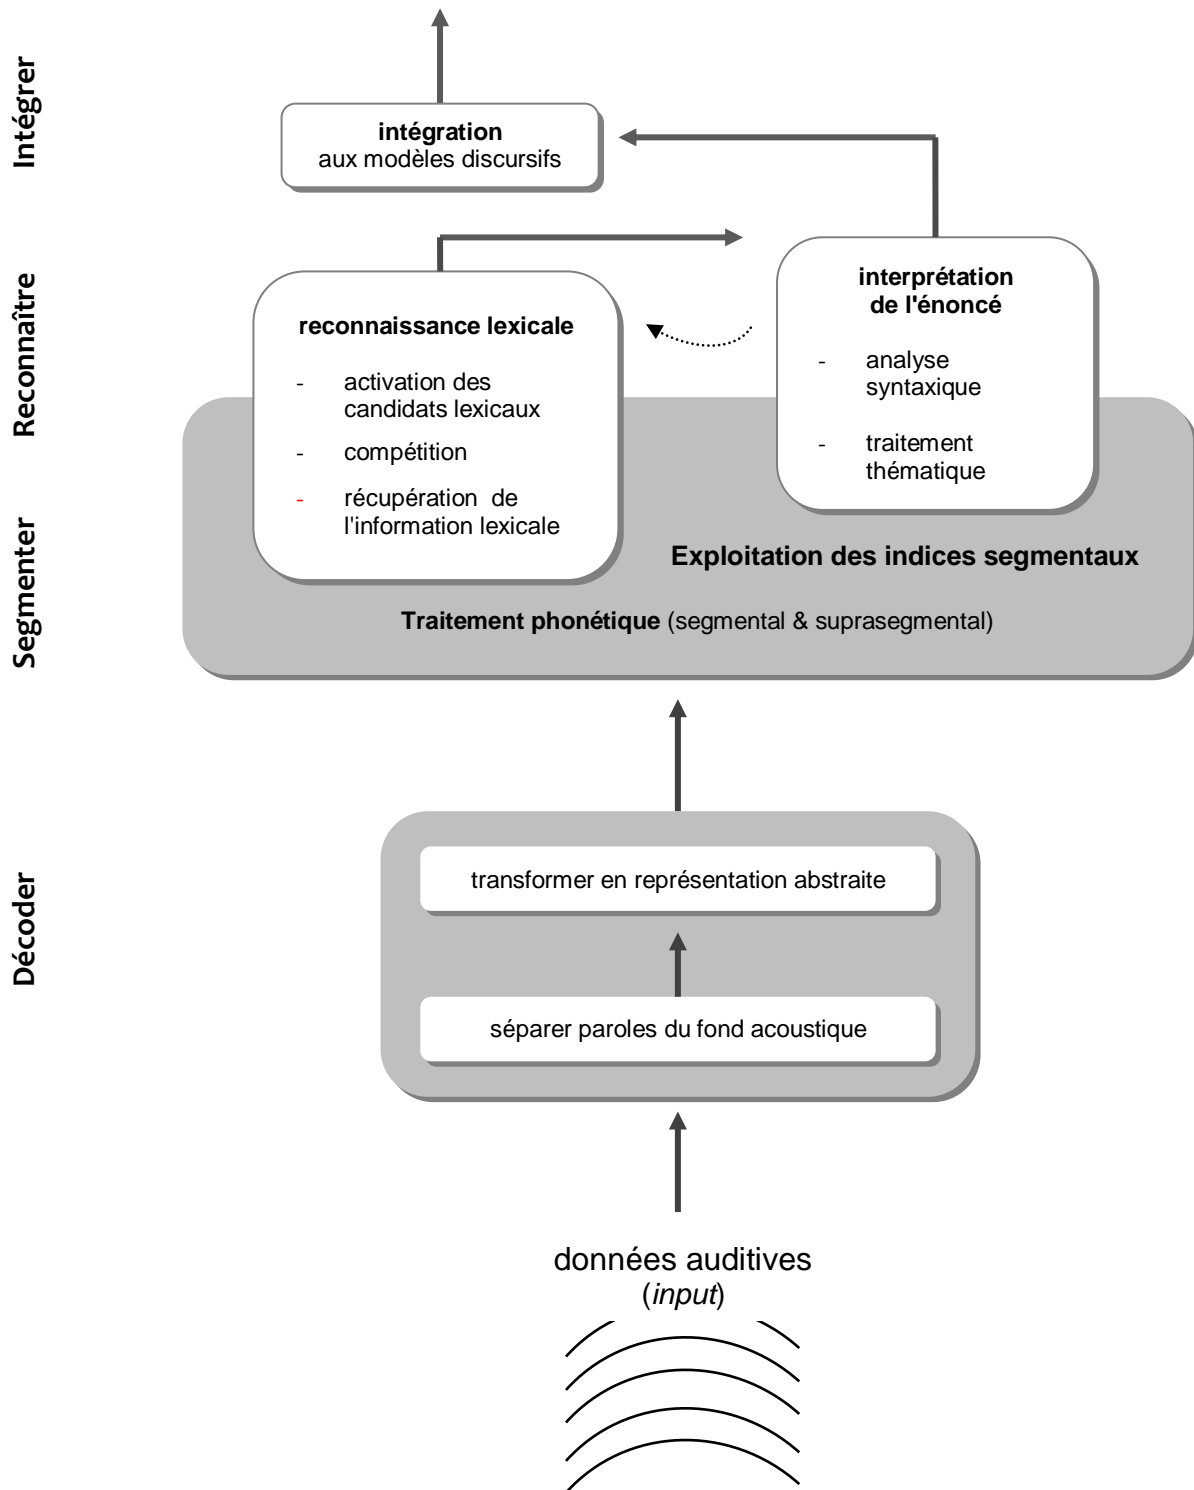 Intégrer
intégration
aux modèles discursifs
Reconnaître
reconnaissance lexicale
- activation des
candidats lexicaux
- compétition
- récupération de
l'information lexicale
interprétation
de l'énoncé
- analyse
syntaxique
- traitement
thématique
Segmenter
Exploitation des indices segmentaux
Traitement phonétique (segmental & suprasegmental)
Décoder
transformer en représentation abstraite
séparer paroles du fond acoustique
données auditives
(input)